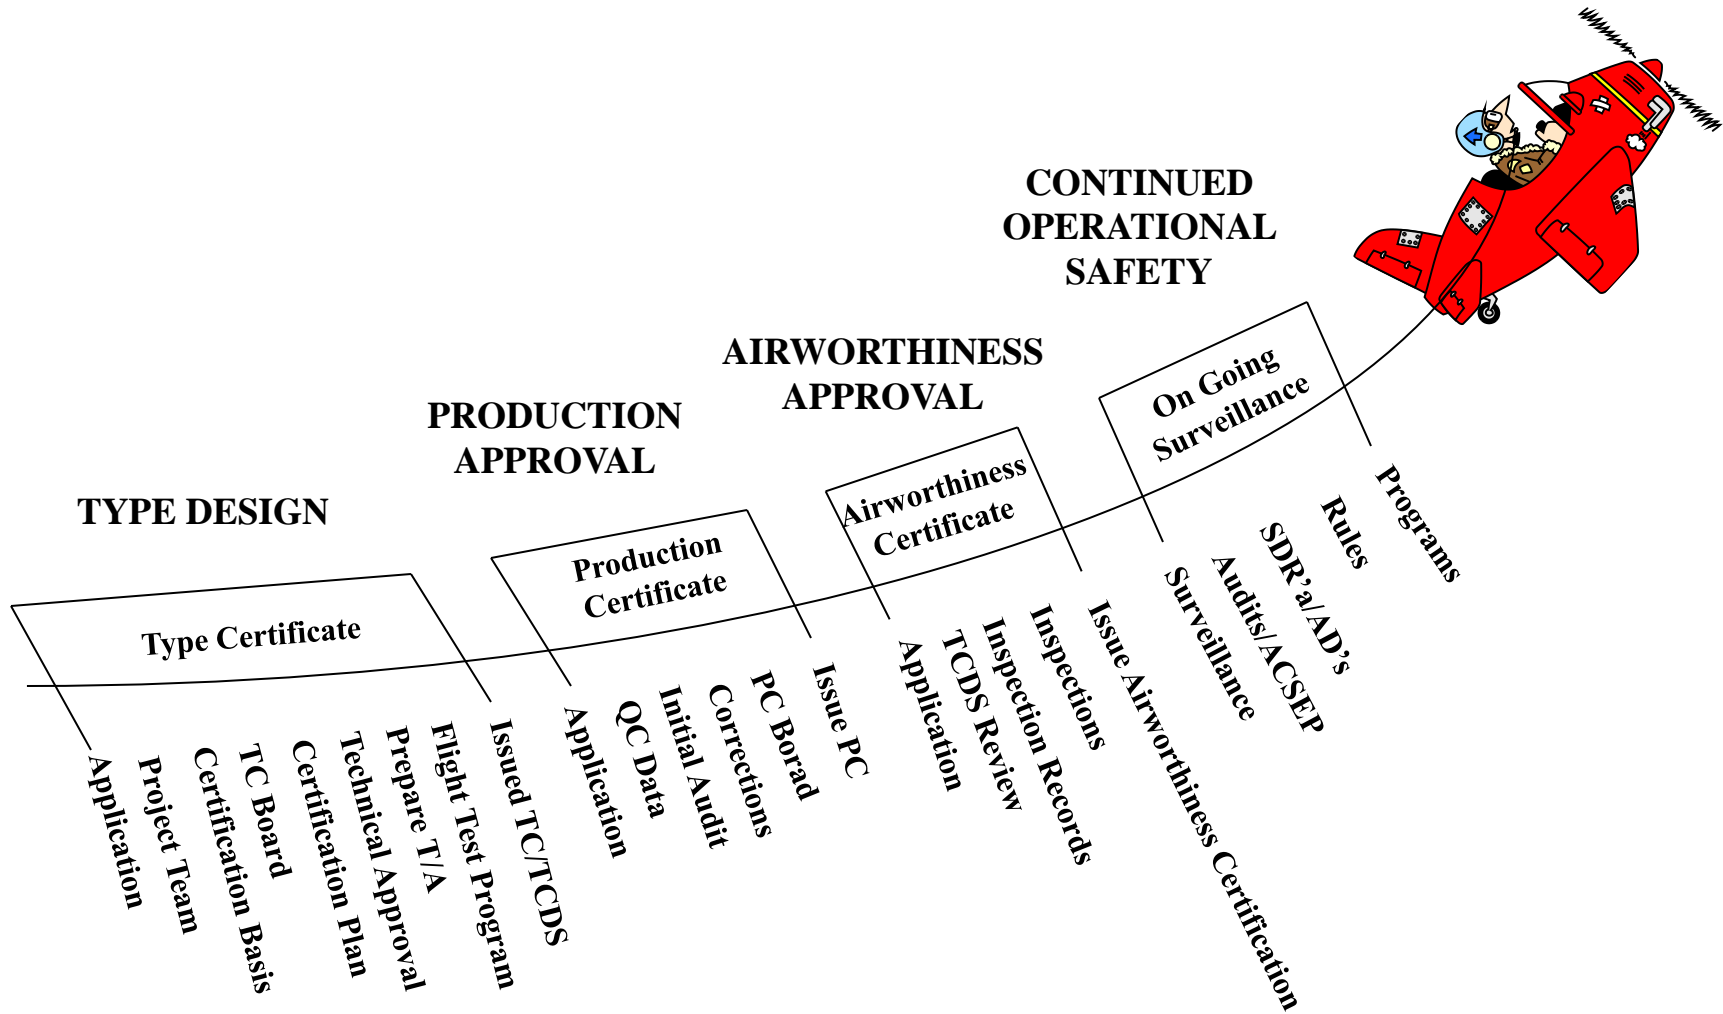 CONTINUED
OPERATIONAL
SAFETY
AIRWORTHINESS
APPROVAL
PRODUCTION
APPROVAL
TYPE DESIGN
Type Certificate
Production
Certificate
Airworthiness
Certificate
On Going
Surveillance
Application
Project Team
Certification Basis
TC Board
Certification Plan
Technical Approval
Prepare T/A
Flight Test Program
Issued TC/TCDS
Application
QC Data
Initial Audit
Corrections
PC Borad
Issue PC
Application
TCDS Review
Inspection Records
Inspections
Issue Airworthiness Certification
Surveillance
Audits/ACSEP
SDR’a/AD’s
Rules
Programs